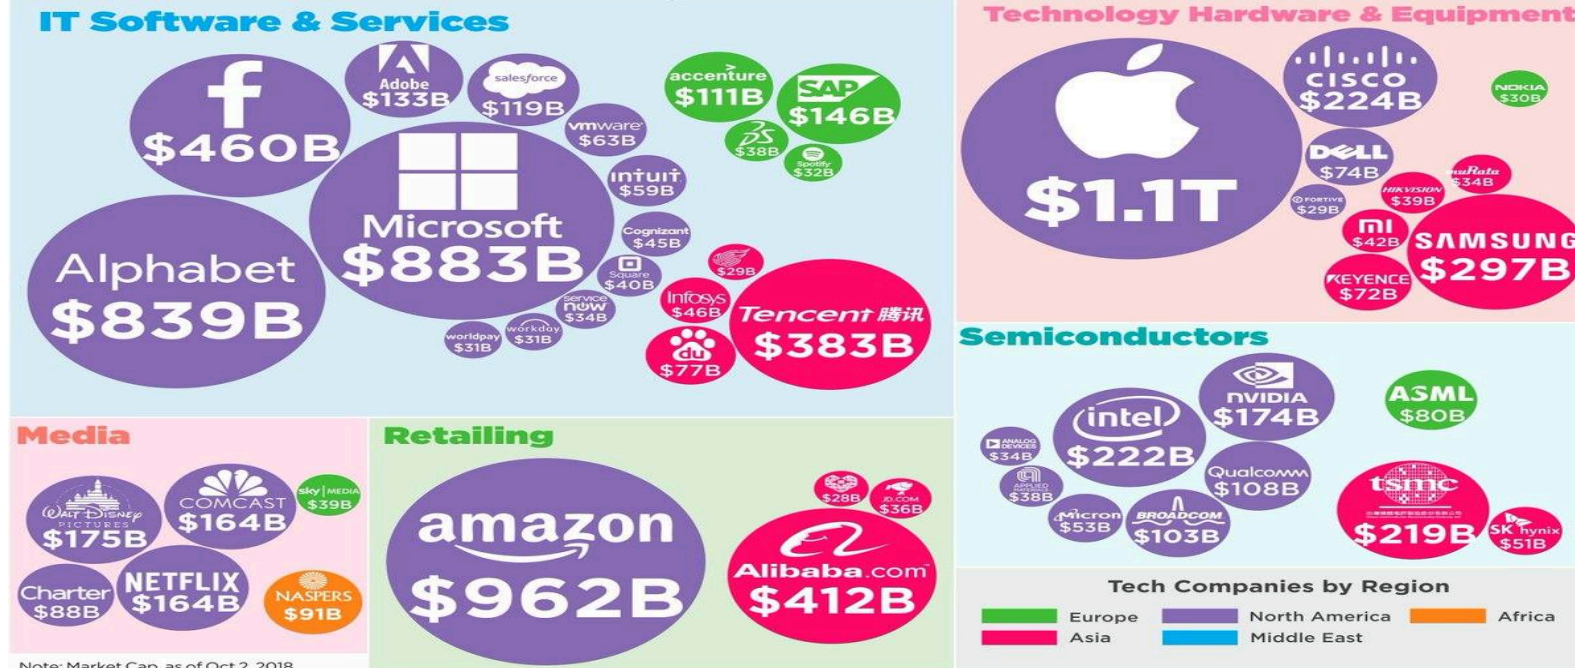 IT Software & Services
$460B
Adobe
$133B
salesforce
$119B
vmware
$63B
intuit
$59B
Microsoft
$883B
Alphabet
$839B
Cognizant
$45B
Square
$40B
service
now
$34B
workday
$31B
worldpay
$31B
accenture
$111B
SAP
$146B
$38B
Spotify
$32B
$29B
Infosys
$46B
du
$77B
Tencent 腾讯
$383B
Technology Hardware & Equipment
$1.1T
CISCO
$224B
DELL
$74B
FORTIVE
$29B
NOKIA
$30B
muRata
$34B
HIKVISION
$39B
mi
$42B
KEYENCE
$72B
SAMSUNG
$297B
Media
WALT DISNEY
PICTURES
$175B
COMCAST
$164B
sky | MEDIA
$39B
Charter
$88B
NETFLIX
$164B
NASPERS
$91B
Retailing
amazon
$962B
$28B
JD.COM
$36B
Alibaba.com
$412B
Semiconductors
ANALOG
DEVICES
$34B
APPLIED
$38B
intel
$222B
NVIDIA
$174B
Qualcomm
$108B
Micron
$53B
BROADCOM
$103B
ASML
$80B
tsmc
$219B
SK hynix
$51B
Tech Companies by Region
Europe
North America
Africa
Asia
Middle East
Note: Market Cap. as of Oct 2, 2018